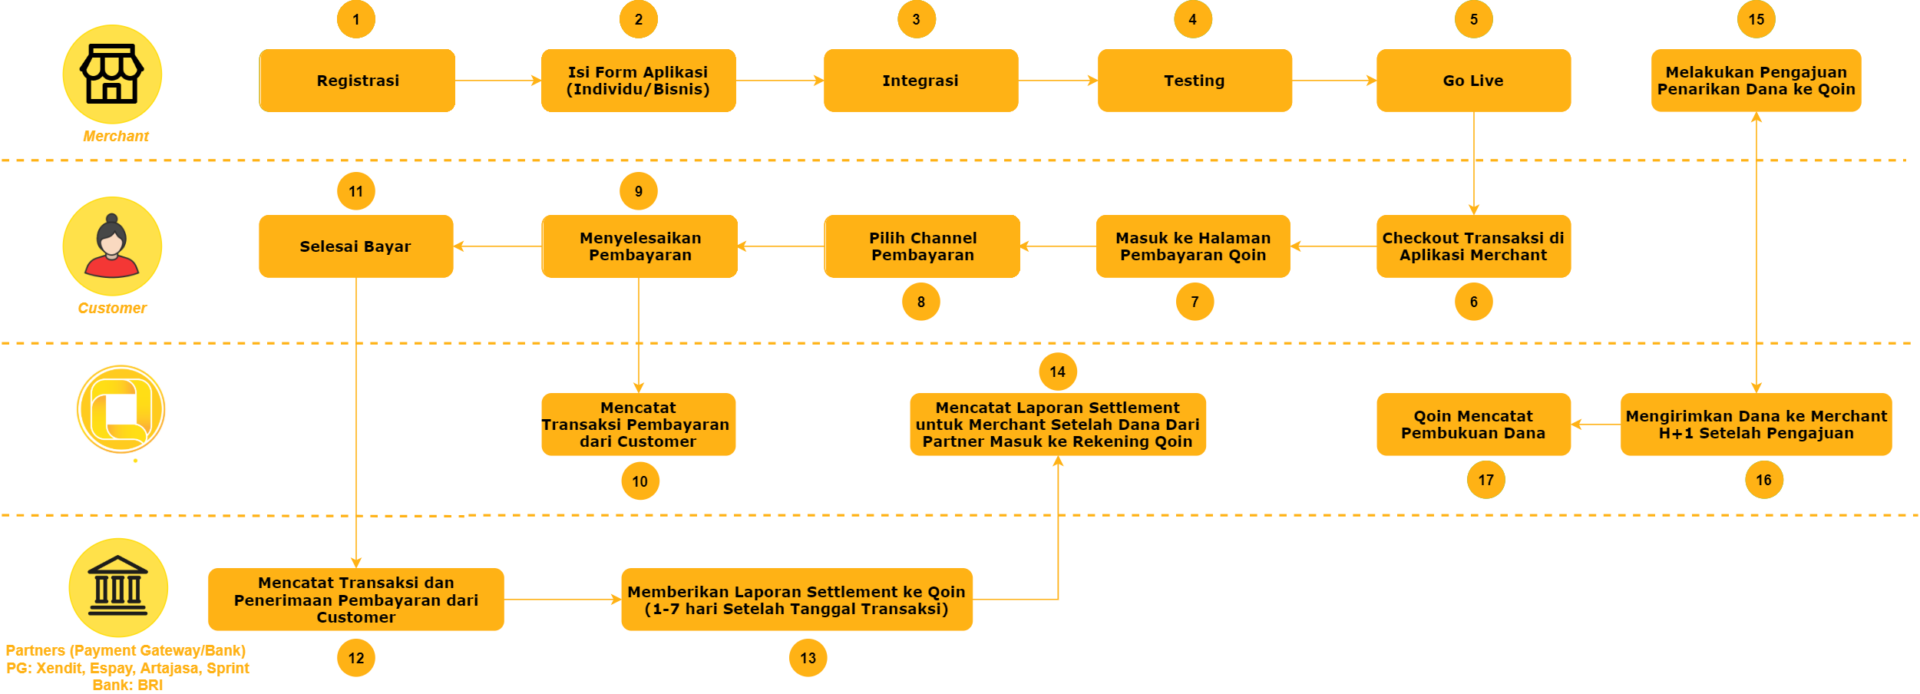 1
2
3
4
5
15
Registrasi
Isi Form Aplikasi
(Individu/Bisnis)
Integrasi
Testing
Go Live
Melakukan Pengajuan
Penarikan Dana ke Qoin
Merchant
11
9
Selesai Bayar
Menyelesaikan
Pembayaran
Pilih Channel
Pembayaran
Masuk ke Halaman
Pembayaran Qoin
Checkout Transaksi di
Aplikasi Merchant
8
7
6
Customer
14
Mencatat
Transaksi Pembayaran
dari Customer
Mencatat Laporan Settlement
untuk Merchant Setelah Dana Dari
Partner Masuk ke Rekening Qoin
Qoin Mencatat
Pembukuan Dana
Mengirimkan Dana ke Merchant
H+1 Setelah Pengajuan
10
17
16
Mencatat Transaksi dan
Penerimaan Pembayaran dari
Customer
Memberikan Laporan Settlement ke Qoin
(1-7 hari Setelah Tanggal Transaksi)
12
13
Partners (Payment Gateway/Bank)
PG: Xendit, Espay, Artajasa, Sprint
Bank: BRI